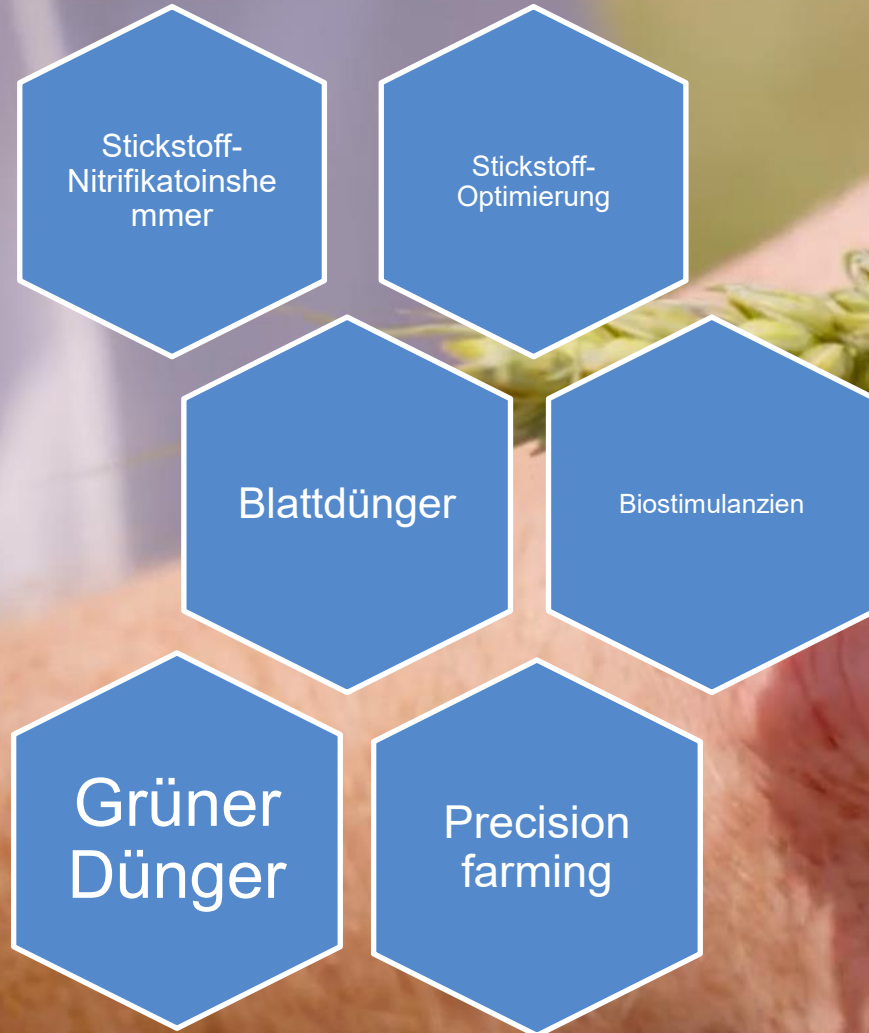 Stickstoff-
Nitrifikatoinshe
mmer
Stickstoff-
Optimierung
Blattdünger
Biostimulanzien
Grüner
Dünger
Precision
farming